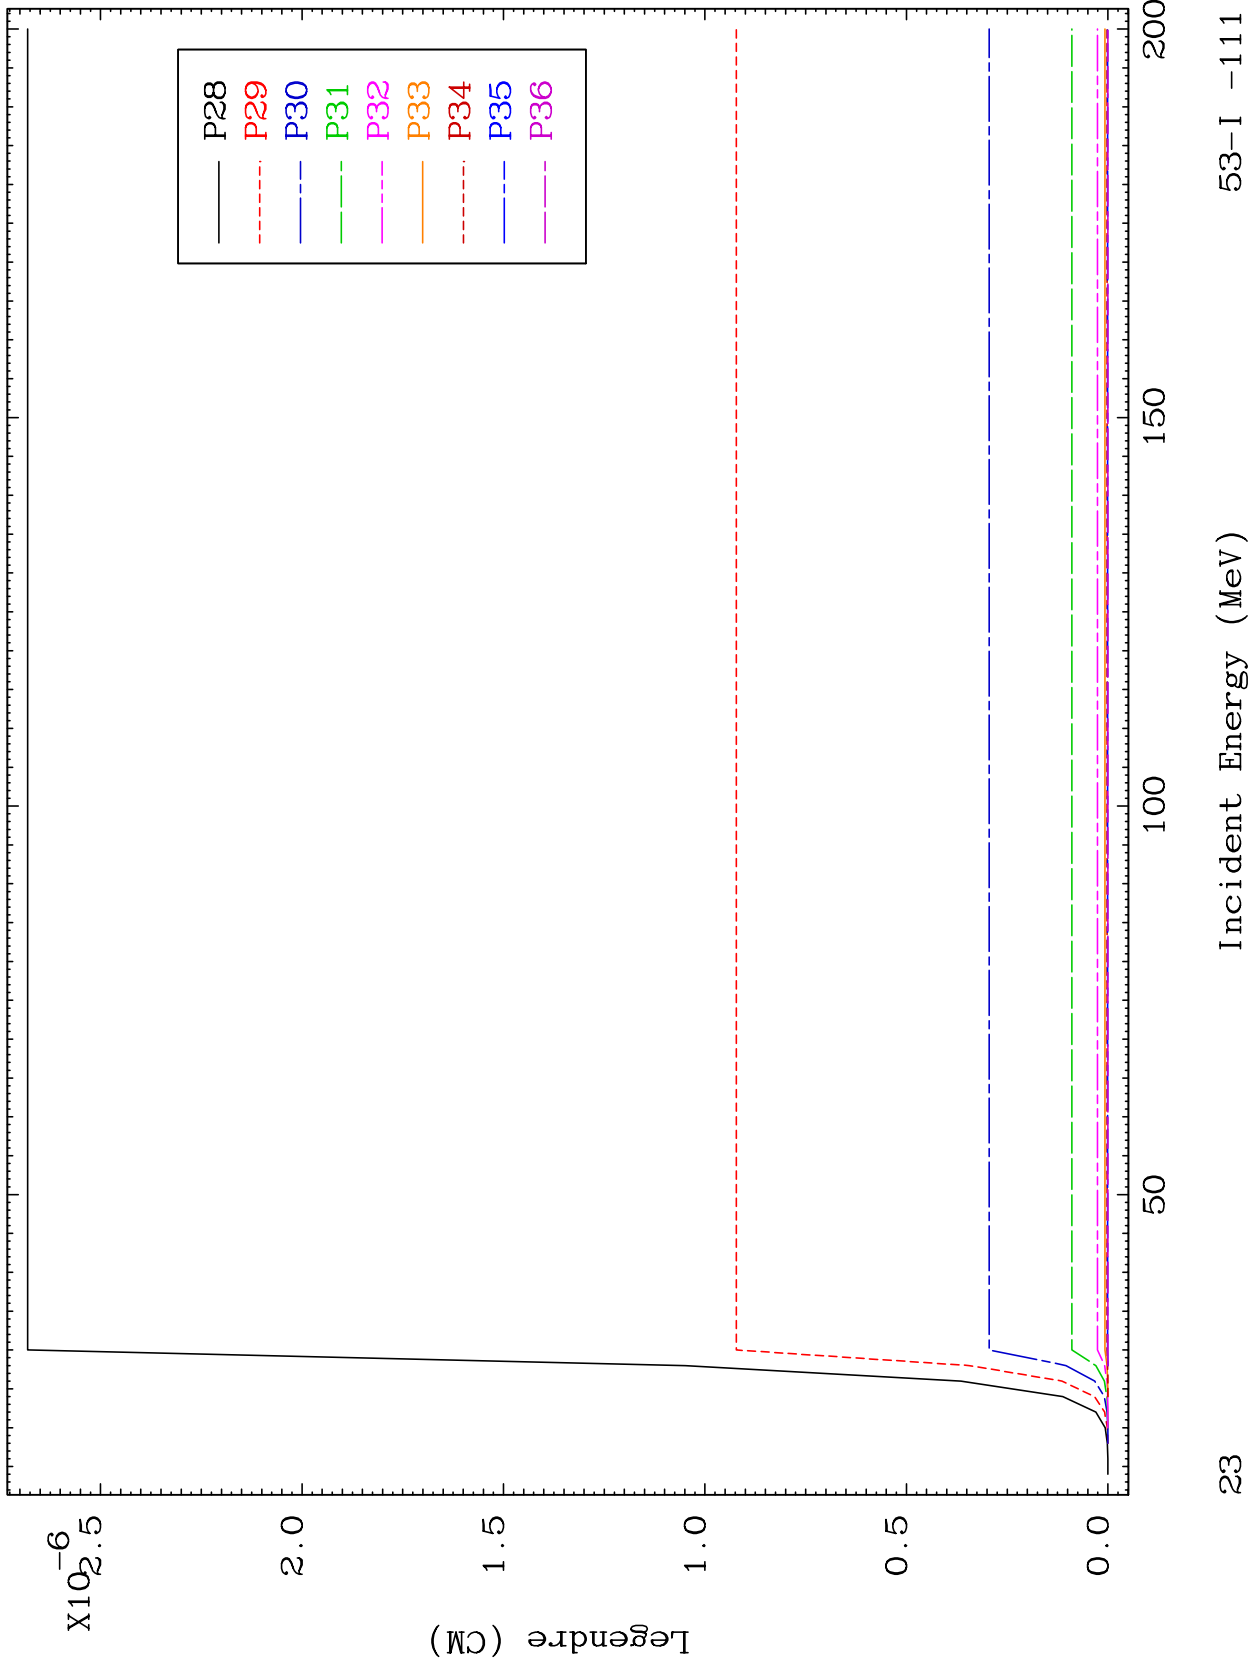 X10-6
2.5
2.0
1.5
1.0
0.5
0.0
Legendre (CM)
P28
P29
P30
P31
P32
P33
P34
P35
P36
50
100
150
200
Incident Energy (MeV)
23
53-I -111